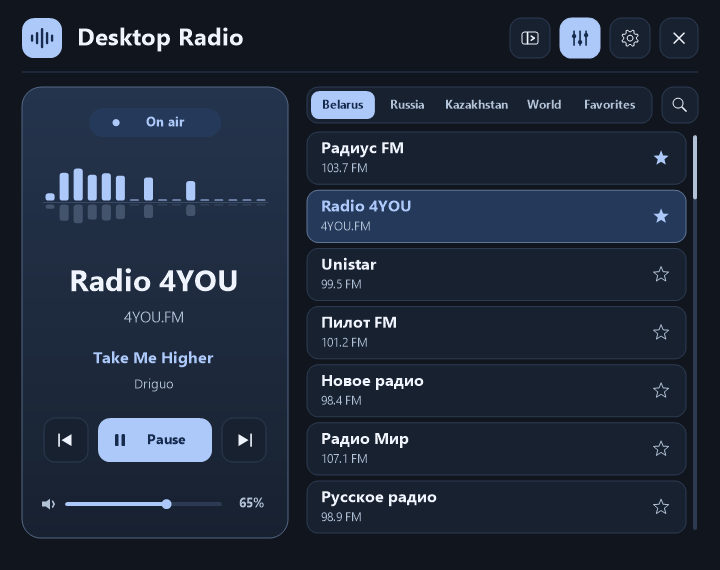 Desktop Radio
On air
Radio 4YOU
4YOU.FM
Take Me Higher
Driguo
Pause
65%
Belarus
Russia
Kazakhstan
World
Favorites
Радиус FM
103.7 FM
Radio 4YOU
4YOU.FM
Unistar
99.5 FM
Пилот FM
101.2 FM
Новое радио
98.4 FM
Радио Мир
107.1 FM
Русское радио
98.9 FM